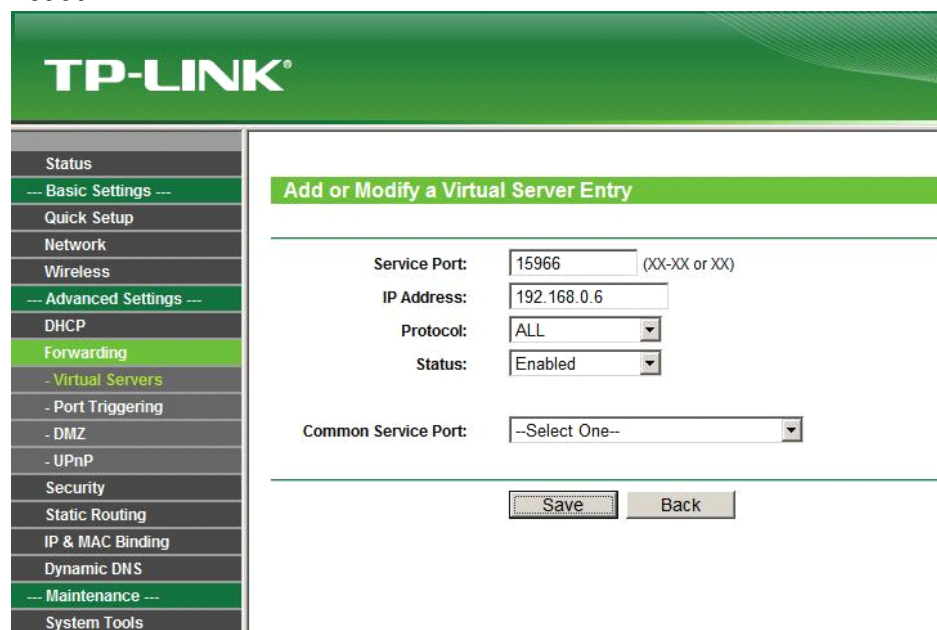 TP-LINK®
Status
--- Basic Settings ---
Quick Setup
Network
Wireless
--- Advanced Settings ---
DHCP
Forwarding
- Virtual Servers
- Port Triggering
- DMZ
- UPnP
Security
Static Routing
IP & MAC Binding
Dynamic DNS
--- Maintenance ---
System Tools
Add or Modify a Virtual Server Entry
Service Port: 15966 (XX-XX or XX)
IP Address: 192.168.0.6
Protocol: ALL
Status: Enabled
Common Service Port: --Select One--
Save Back